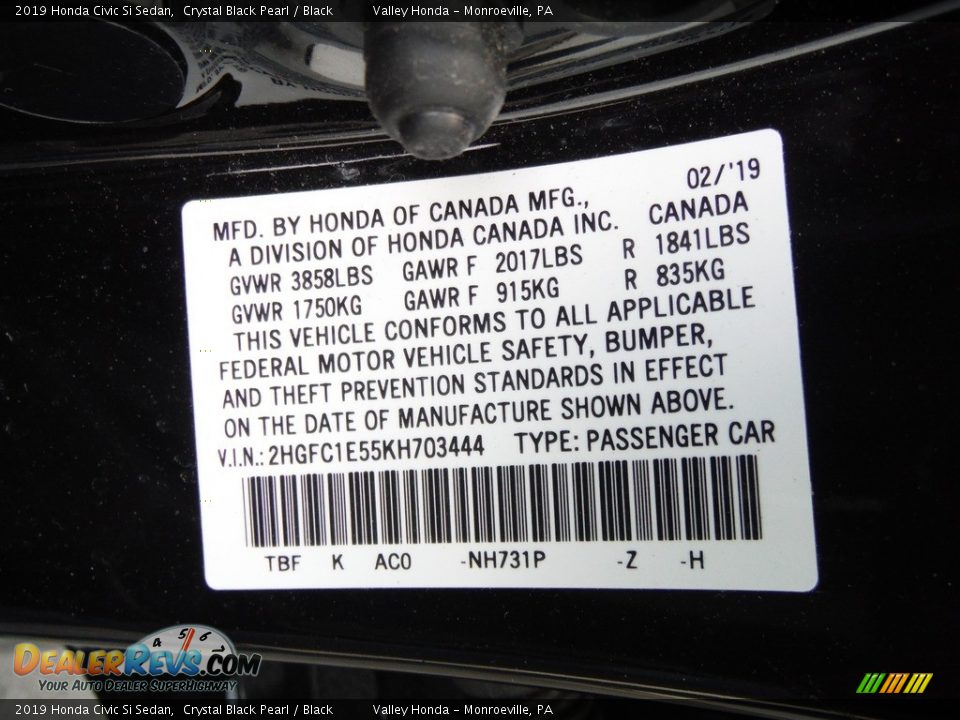 2019 Honda Civic Si Sedan, Crystal Black Pearl / Black Valley Honda - Monroeville, PA
02/'19
MFD. BY HONDA OF CANADA MFG.,
A DIVISION OF HONDA CANADA INC. CANADA
GVWR 3858LBS GAWR F 2017LBS R 1841LBS
GVWR 1750KG GAWR F 915KG R 835KG
THIS VEHICLE CONFORMS TO ALL APPLICABLE
FEDERAL MOTOR VEHICLE SAFETY, BUMPER,
AND THEFT PREVENTION STANDARDS IN EFFECT
ON THE DATE OF MANUFACTURE SHOWN ABOVE.
V.I.N.: 2HGFC1E55KH703444 TYPE: PASSENGER CAR
TBF K AC0 -NH731P -Z -H
4 5 6
DealerRevs.com
Your Auto Dealer SuperHighway
2019 Honda Civic Si Sedan, Crystal Black Pearl / Black Valley Honda - Monroeville, PA